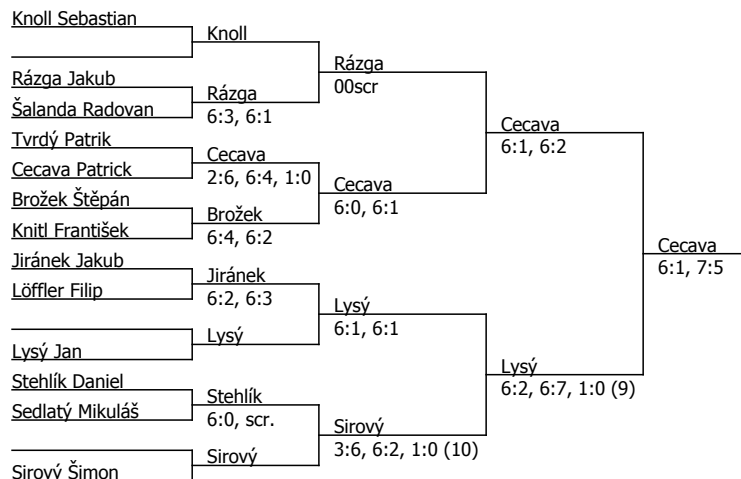 Knoll Sebastian
Rázga Jakub
Šalanda Radovan
Tvrdý Patrik
Cecava Patrick
Brožek Štěpán
Knitl František
Jiránek Jakub
Löffler Filip
Lysý Jan
Stehlík Daniel
Sedlatý Mikuláš
Sirový Šimon
Knoll
Rázga
6:3, 6:1
Cecava
2:6, 6:4, 1:0
Brožek
6:4, 6:2
Jiránek
6:2, 6:3
Lysý
Stehlík
6:0, scr.
Sirový
Rázga
00scr
Cecava
6:0, 6:1
Lysý
6:1, 6:1
Sirový
3:6, 6:2, 1:0 (10)
Cecava
6:1, 6:2
Lysý
6:2, 6:7, 1:0 (9)
Cecava
6:1, 7:5